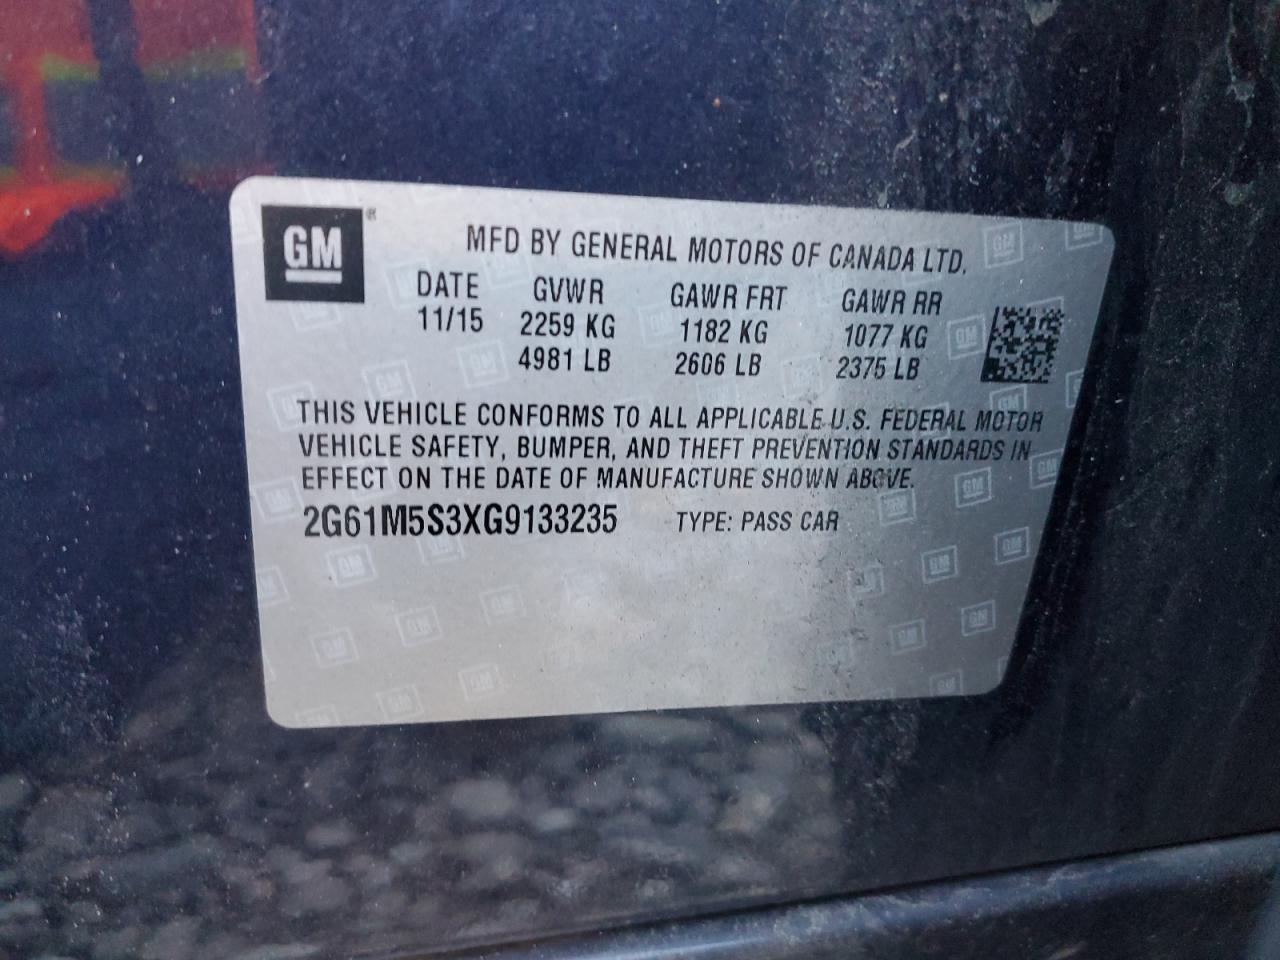 GM ®
MFD BY GENERAL MOTORS OF CANADA LTD.
DATE GVWR GAWR FRT GAWR RR
11/15 2259 KG 1182 KG 1077 KG
4981 LB 2606 LB 2375 LB
THIS VEHICLE CONFORMS TO ALL APPLICABLE U.S. FEDERAL MOTOR
VEHICLE SAFETY, BUMPER, AND THEFT PREVENTION STANDARDS IN
EFFECT ON THE DATE OF MANUFACTURE SHOWN ABOVE.
2G61M5S3XG9133235 TYPE: PASS CAR